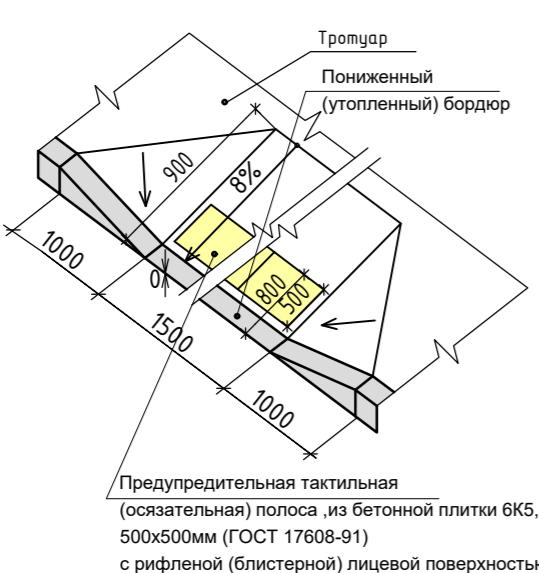 Тротуар
Пониженный
(утопленный) бордюр
900
8%
1000
0
800
500
1500
1000
Предупредительная тактильная
(осязательная) полоса ,из бетонной плитки 6К5,
500х500мм (ГОСТ 17608-91)
с рифленой (блистерной) лицевой поверхностью